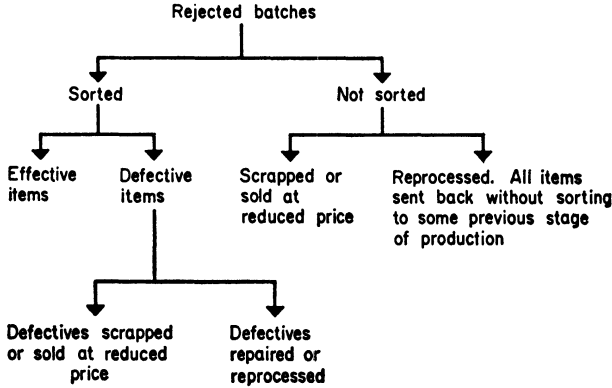 Rejected batches
Sorted
Not sorted
Effective
items
Defective
items
Scrapped or
sold at
reduced price
Reprocessed. All items
sent back without sorting
to some previous stage
of production
Defectives scrapped
or sold at reduced
price
Defectives
repaired or
reprocessed